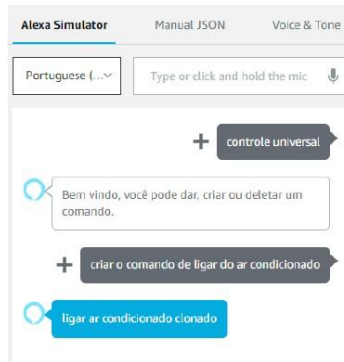 Alexa Simulator Manual JSON Voice & Tone
Portuguese (... Type or click and hold the mic
controle universal
Bem vindo, você pode dar, criar ou deletar um
comando.
criar o comando de ligar do ar condicionado
ligar ar condicionado clonado